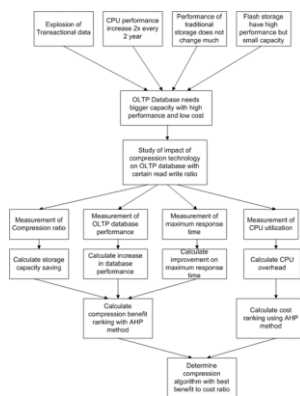 Explosion of
Transactional data
CPU performance
increase 2x every
2 year
Performance of
traditional storage
does not change
much
Flash storage
have high
performance but
small capacity
OLTP Database needs
bigger capacity with
high performance and low
cost
Study of impact of
compression technology
on OLTP database with
certain read write ratio
Measurement of
Compression ratio
Measurement of
OLTP database
performance
Measurement of
maximum response
time
Measurement of
CPU utilization
Calculate storage
capacity saving
Calculate increase
in database
performance
Calculate
improvement on
maximum response
time
Calculate CPU
overhead
Calculate
compression benefit
ranking with AHP
method
Calculate cost
ranking using AHP
method
Determine
compression
algorithm with best
benefit to cost ratio